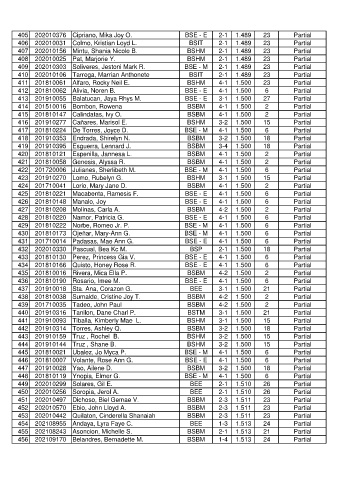 405 202010376 Cipriano, Mika Joy O. BSE - E 2-1 1.489 23 Partial
406 202010031 Colmo, Kristian Loyd L. BSIT 2-1 1.489 23 Partial
407 202010156 Mintu, Shania Nicole B. BSHM 2-1 1.489 23 Partial
408 202010025 Pat, Marjorie Y. BSHM 2-1 1.489 23 Partial
409 202010303 Soliveres, Jestoni Mark R. BSE - M 2-1 1.489 23 Partial
410 202010106 Tarroga, Marrian Anthonete BSIT 2-1 1.489 23 Partial
411 201810061 Alfaro, Rocky Neil E. BSHM 4-1 1.500 23 Partial
412 201810062 Alivia, Noren B. BSE - E 4-1 1.500 6 Partial
413 201910055 Balatucan, Jaya Rhys M. BSE - E 3-1 1.500 27 Partial
414 201510016 Bombon, Rowena BSBM 4-1 1.500 2 Partial
415 201810147 Calindatas, Ivy O. BSBM 4-1 1.500 2 Partial
416 201910277 Cañares, Marisol E. BSHM 3-2 1.500 15 Partial
417 201810224 De Torres, Joyce D. BSE - M 4-1 1.500 6 Partial
418 201910353 Endrada, Shirelyn N. BSBM 3-2 1.500 18 Partial
419 201910395 Esguerra, Lennard J. BSBM 3-4 1.500 18 Partial
420 201810121 Espenilla, Jannesa L. BSBM 4-1 1.500 2 Partial
421 201810058 Genosis, Alyssa R. BSBM 4-1 1.500 2 Partial
422 201720006 Julianes, Sherlibeth M. BSE - M 4-1 1.500 6 Partial
423 201910270 Lomo, Rubelyn G. BSHM 3-1 1.500 15 Partial
424 201710041 Lorio, Mary Jane D. BSBM 4-1 1.500 2 Partial
425 201810221 Macabenta, Ramesis F. BSE - E 4-1 1.500 6 Partial
426 201810148 Manalo, Joy BSE - E 4-1 1.500 6 Partial
427 201810208 Molinas, Carla A. BSBM 4-2 1.500 2 Partial
428 201810220 Namor, Patricia G. BSE - E 4-1 1.500 6 Partial
429 201810222 Norbe, Romeo Jr. P. BSE - M 4-1 1.500 6 Partial
430 201810173 Ojeñar, Mary-Ann G. BSE - M 4-1 1.500 6 Partial
431 201710014 Padasas, Mae Ann G. BSE - E 4-1 1.500 6 Partial
432 202010330 Pascual, Bea Kc M. BSP 2-1 1.500 18 Partial
433 201810130 Perez, Princess Gia V. BSE - E 4-1 1.500 6 Partial
434 201810166 Quisto, Honey Rose R. BSE - E 4-1 1.500 6 Partial
435 201810016 Rivera, Mica Ella P. BSBM 4-2 1.500 2 Partial
436 201810190 Rosario, Imee M. BSE - E 4-1 1.500 6 Partial
437 201910018 Sta. Ana, Corazon G. BEE 3-1 1.500 21 Partial
438 201810038 Sumalde, Cristine Joy T. BSBM 4-2 1.500 2 Partial
439 201710035 Tadeo, John Paul BSBM 4-2 1.500 2 Partial
440 201910316 Tanilon, Dane Charl P. BSTM 3-1 1.500 21 Partial
441 201910093 Tiballa, Kimberly Mae L. BSHM 3-1 1.500 15 Partial
442 201910314 Torres, Ashley Q. BSBM 3-2 1.500 18 Partial
443 201910159 Truz , Rochel B. BSHM 3-2 1.500 15 Partial
444 201910144 Truz , Shane B. BSHM 3-2 1.500 15 Partial
445 201810021 Ubalez, Jo Myca P. BSE - M 4-1 1.500 6 Partial
446 201810007 Volante, Rose Ann G. BSE - E 4-1 1.500 6 Partial
447 201910028 Yao, Ailene D. BSBM 3-2 1.500 18 Partial
448 201810119 Ynopia, Elmer G. BSE - M 4-1 1.500 6 Partial
449 202010299 Solares, Gil E. BEE 2-1 1.510 26 Partial
450 202010256 Soropia, Jerol A. BEE 2-1 1.510 26 Partial
451 202010497 Dichoso, Biel Gemae V. BSBM 2-3 1.511 23 Partial
452 202010570 Ebio, John Lloyd A. BSBM 2-3 1.511 23 Partial
453 202010442 Quilaton, Cinderella Shanaiah BSBM 2-3 1.511 23 Partial
454 202108955 Andaya, Lyra Faye C. BEE 1-3 1.513 24 Partial
455 202108243 Asoncion, Michelle S. BSBM 2-1 1.513 21 Partial
456 202109170 Belandres, Bernadette M. BSBM 1-4 1.513 24 Partial